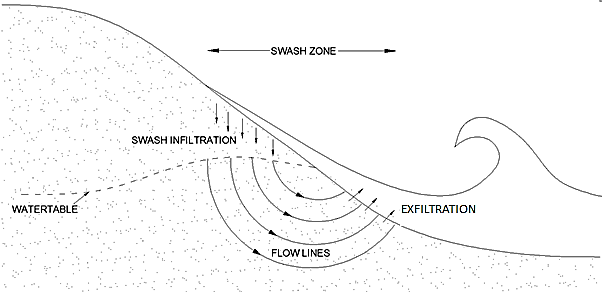 SWASH ZONE
SWASH INFILTRATION
WATERTABLE
EXFILTRATION
FLOW LINES